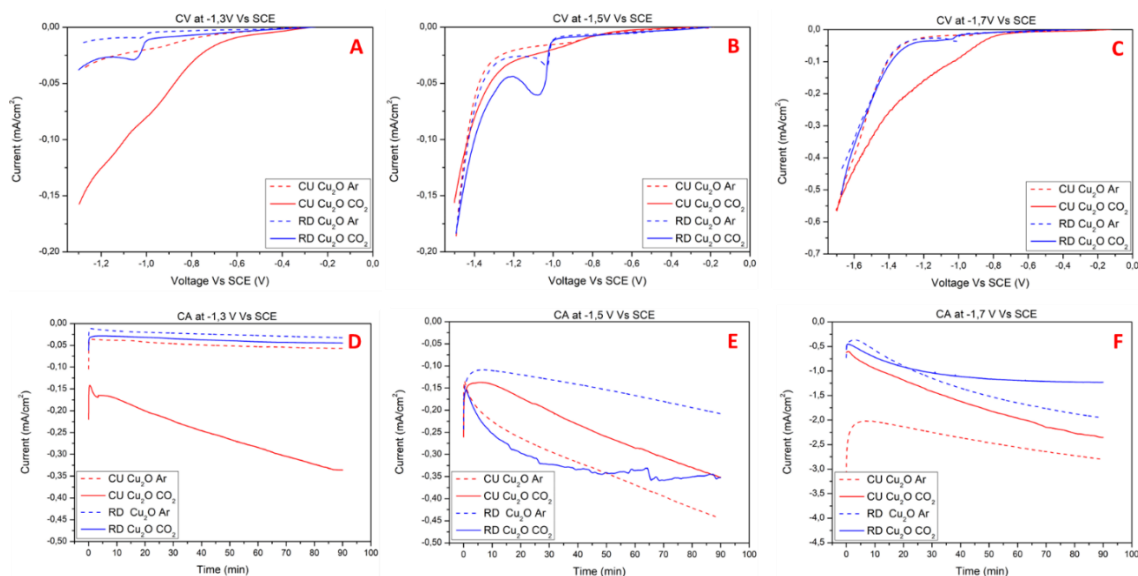 CV at -1,3V Vs SCE
A
0,00
-0,05
-0,10
-0,15
0,20
Current (mA/cm²)
CU Cu₂O Ar
CU Cu₂O CO₂
RD Cu₂O Ar
RD Cu₂O CO₂
-1,2 -1,0 -0,8 -0,6 -0,4 -0,2 0,0
Voltage Vs SCE (V)
CV at -1,5V Vs SCE
B
0,00
-0,05
-0,10
-0,15
0,20
Current (mA/cm²)
CU Cu₂O Ar
CU Cu₂O CO₂
RD Cu₂O Ar
RD Cu₂O CO₂
-1,4 -1,2 -1,0 -0,8 -0,6 -0,4 -0,2 0,0
Voltage Vs SCE (V)
CV at -1,7V Vs SCE
C
0,0
-0,1
-0,2
-0,3
-0,4
-0,5
-0,6
-0,7
Current (mA/cm²)
CU Cu₂O Ar
CU Cu₂O CO₂
RD Cu₂O Ar
RD Cu₂O CO₂
-1,6 -1,4 -1,2 -1,0 -0,8 -0,6 -0,4 -0,2 0,0
Voltage Vs SCE (V)
CA at -1,3 V Vs SCE
D
0,00
-0,05
-0,10
-0,15
-0,20
-0,25
-0,30
-0,35
-0,40
-0,45
-0,50
Current (mA/cm²)
CU Cu₂O Ar
CU Cu₂O CO₂
RD Cu₂O Ar
RD Cu₂O CO₂
0 10 20 30 40 50 60 70 80 90 100
Time (min)
CA at -1,5 V Vs SCE
E
0,00
-0,05
-0,10
-0,15
-0,20
-0,25
-0,30
-0,35
-0,40
-0,45
-0,50
Current (mA/cm²)
CU Cu₂O Ar
CU Cu₂O CO₂
RD Cu₂O Ar
RD Cu₂O CO₂
0 10 20 30 40 50 60 70 80 90 100
Time (min)
CA at -1,7 V Vs SCE
F
0,0
-0,5
-1,0
-1,5
-2,0
-2,5
-3,0
-3,5
-4,0
-4,5
Current (mA/cm²)
CU Cu₂O Ar
CU Cu₂O CO₂
RD Cu₂O Ar
RD Cu₂O CO₂
0 10 20 30 40 50 60 70 80 90 100
Time (min)